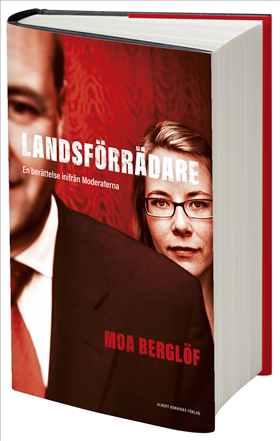 LANDSFÖRRÄDARE
En berättelse inifrån Moderaterna
MOA BERGLÖF
ALBERT BONNIERS FÖRLAG